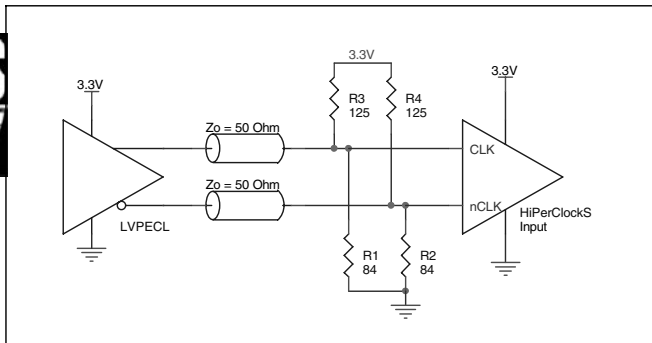 3.3V
3.3V
3.3V
R3
125
R4
125
Zo = 50 Ohm
CLK
Zo = 50 Ohm
nCLK
HiPerClockS
Input
LVPECL
R1
84
R2
84